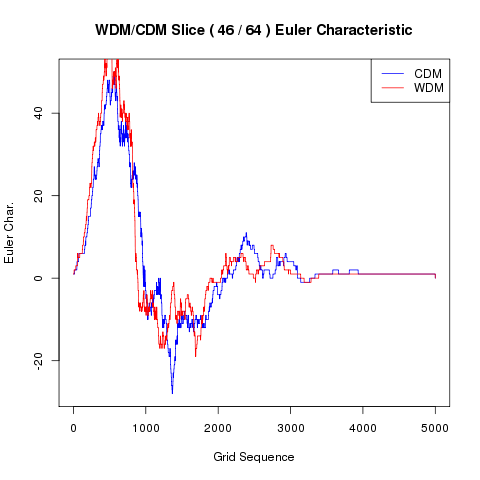 WDM/CDM Slice ( 46 / 64 ) Euler Characteristic
CDM
WDM
Euler Char.
40
20
0
-20
0 1000 2000 3000 4000 5000
Grid Sequence